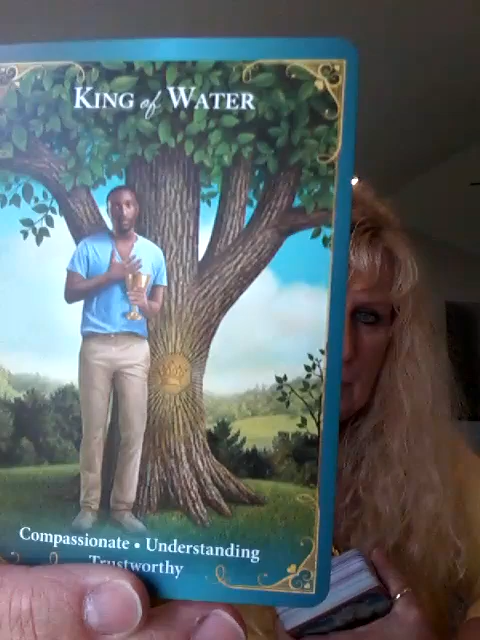 KING of WATER
Compassionate • Understanding
Trustworthy